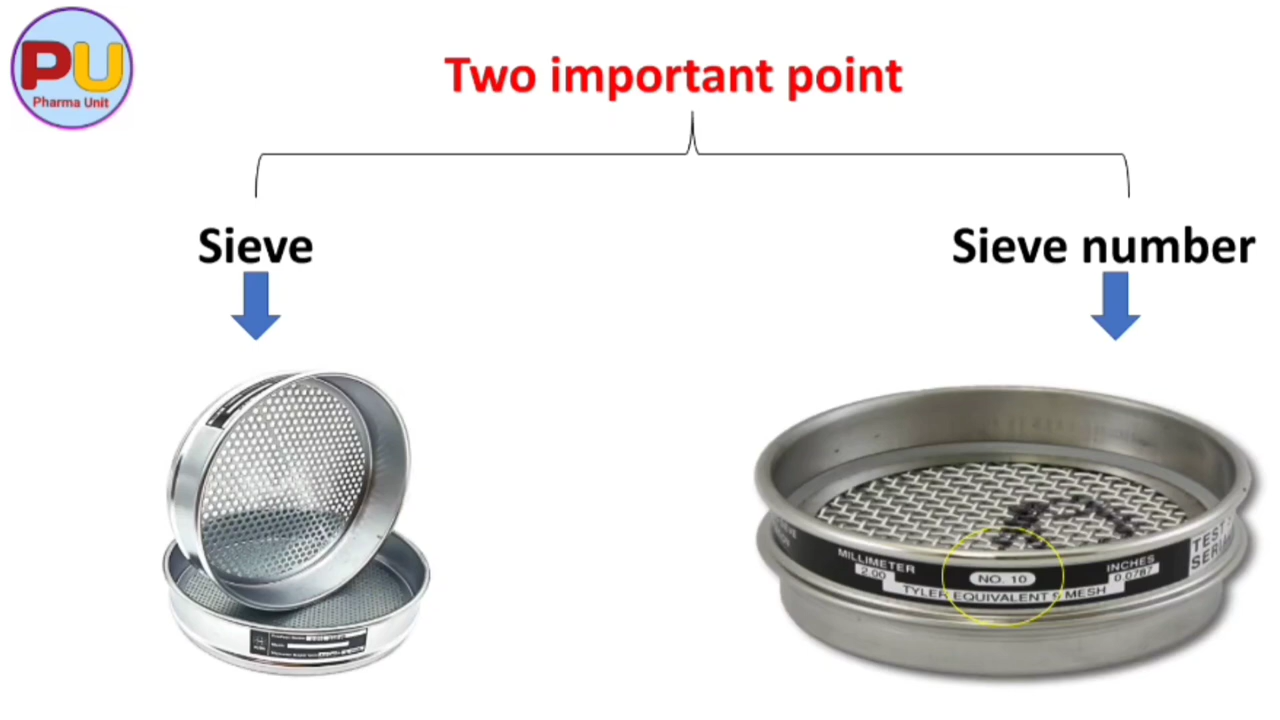 PU
Pharma Unit
Two important point
Sieve
Sieve number
MILLIMETER
2.00
NO. 10
INCHES
0.0787
TYLER EQUIVALENT 9 MESH